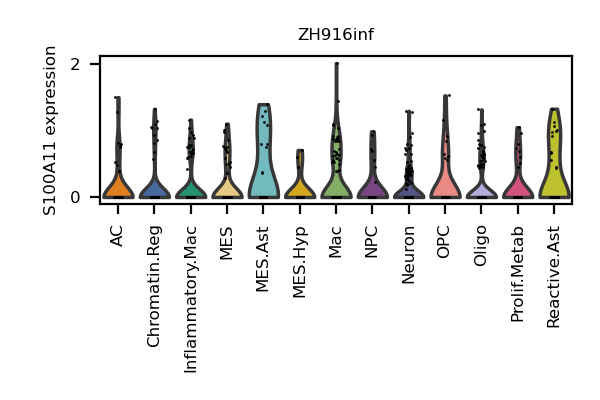 ZH916inf
S100A11 expression
2
0
AC
Chromatin.Reg
Inflammatory.Mac
MES
MES.Ast
MES.Hyp
Mac
NPC
Neuron
OPC
Oligo
Prolif.Metab
Reactive.Ast